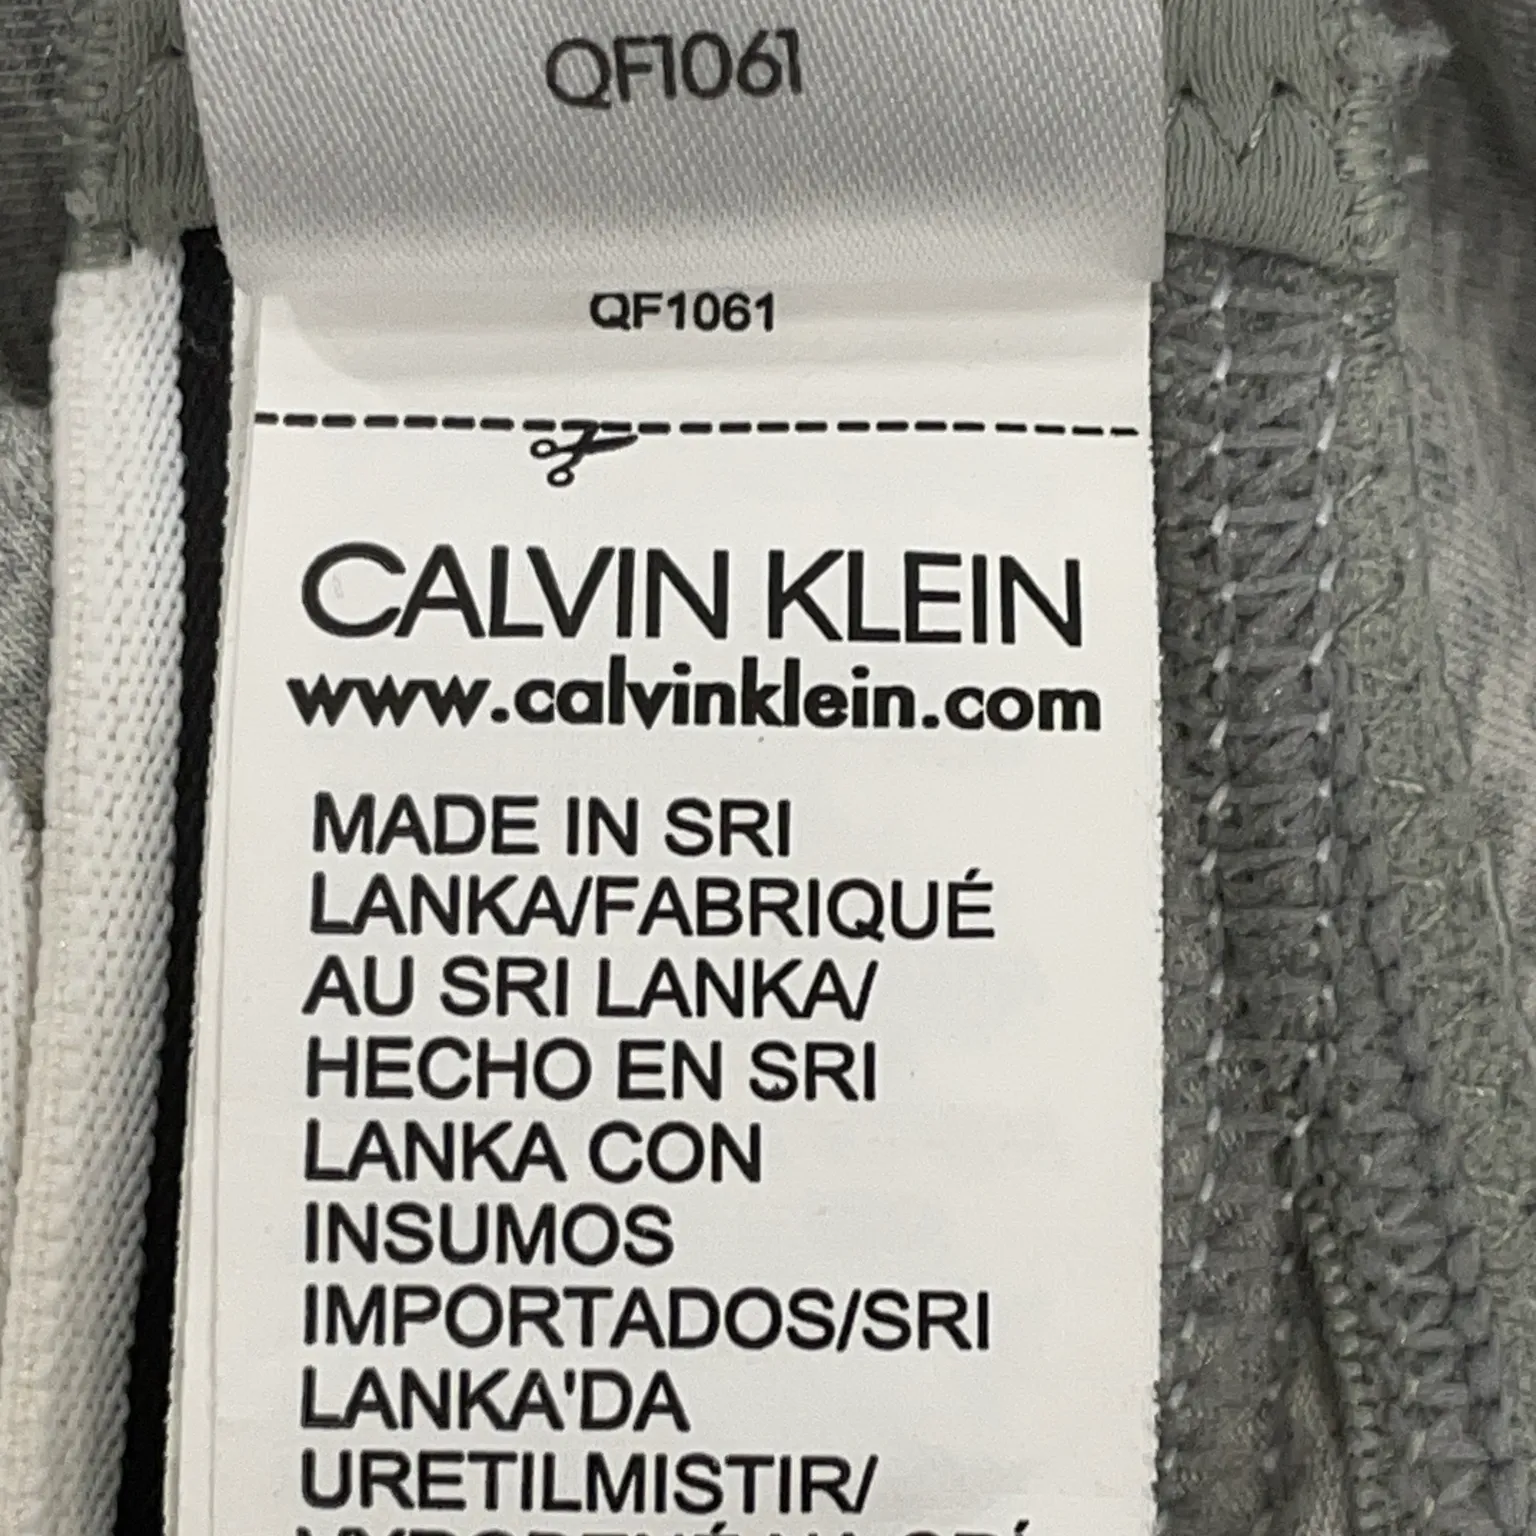 QF1061
QF1061
CALVIN KLEIN
www.calvinklein.com
MADE IN SRI
LANKA/FABRIQUÉ
AU SRI LANKA/
HECHO EN SRI
LANKA CON
INSUMOS
IMPORTADOS/SRI
LANKA'DA
URETILMISTIR/